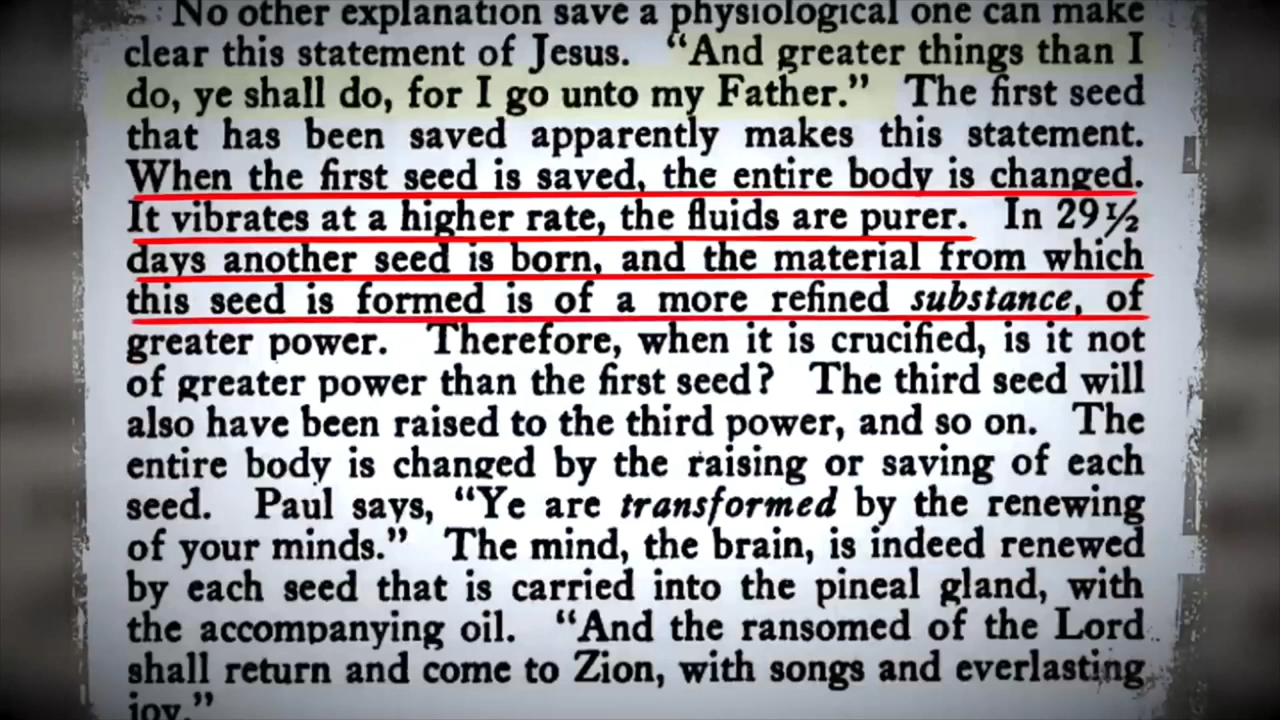 No other explanation save a physiological one can make
clear this statement of Jesus. “And greater things than I
do, ye shall do, for I go unto my Father.” The first seed
that has been saved apparently makes this statement.
When the first seed is saved, the entire body is changed.
It vibrates at a higher rate, the fluids are purer. In 29½
days another seed is born, and the material from which
this seed is formed is of a more refined substance, of
greater power. Therefore, when it is crucified, is it not
of greater power than the first seed? The third seed will
also have been raised to the third power, and so on. The
entire body is changed by the raising or saving of each
seed. Paul says, “Ye are transformed by the renewing
of your minds.” The mind, the brain, is indeed renewed
by each seed that is carried into the pineal gland, with
the accompanying oil. “And the ransomed of the Lord
shall return and come to Zion, with songs and everlasting
joy.”